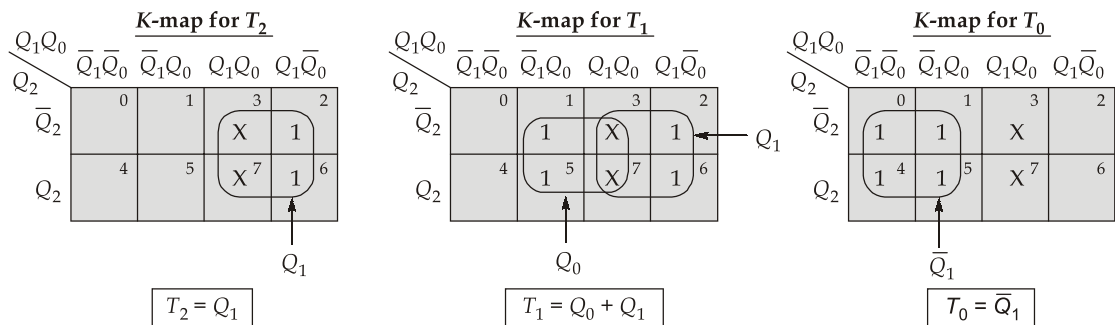 K-map for T₂
Q₁Q₀
Q₂
Q̅₁Q̅₀ Q̅₁Q₀ Q₁Q₀ Q₁Q̅₀
Q̅₂
0 1 3 2
X 1
Q₂
4 5 7 6
X 1
Q₁
T₂ = Q₁
K-map for T₁
Q₁Q₀
Q₂
Q̅₁Q̅₀ Q̅₁Q₀ Q₁Q₀ Q₁Q̅₀
Q̅₂
0 1 3 2
1 X 1
Q₁
Q₂
4 5 7 6
1 X 1
Q₀
T₁ = Q₀ + Q₁
K-map for T₀
Q₁Q₀
Q₂
Q̅₁Q̅₀ Q̅₁Q₀ Q₁Q₀ Q₁Q̅₀
Q̅₂
0 1 3 2
1 1 X
Q₂
4 5 7 6
1 1 X
Q̅₁
T₀ = Q̅₁